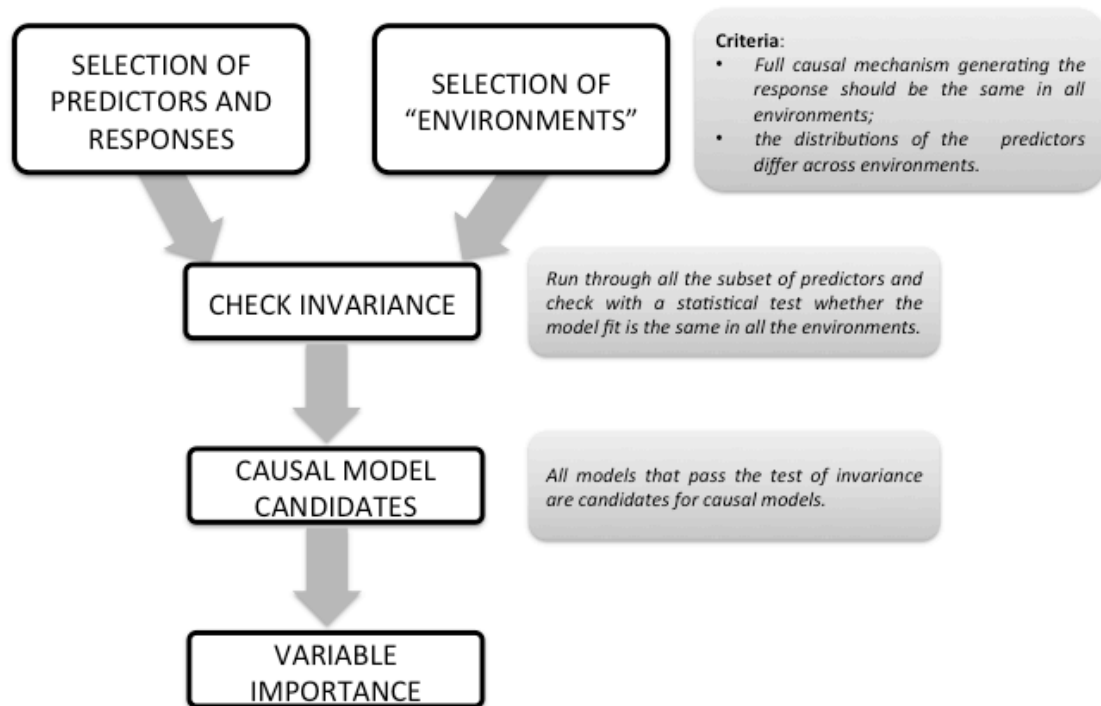 SELECTION OF
PREDICTORS AND
RESPONSES
SELECTION OF
“ENVIRONMENTS”
Criteria:
• Full causal mechanism generating the
response should be the same in all
environments;
• the distributions of the predictors
differ across environments.
CHECK INVARIANCE
Run through all the subset of predictors and
check with a statistical test whether the
model fit is the same in all the environments.
CAUSAL MODEL
CANDIDATES
All models that pass the test of invariance
are candidates for causal models.
VARIABLE
IMPORTANCE